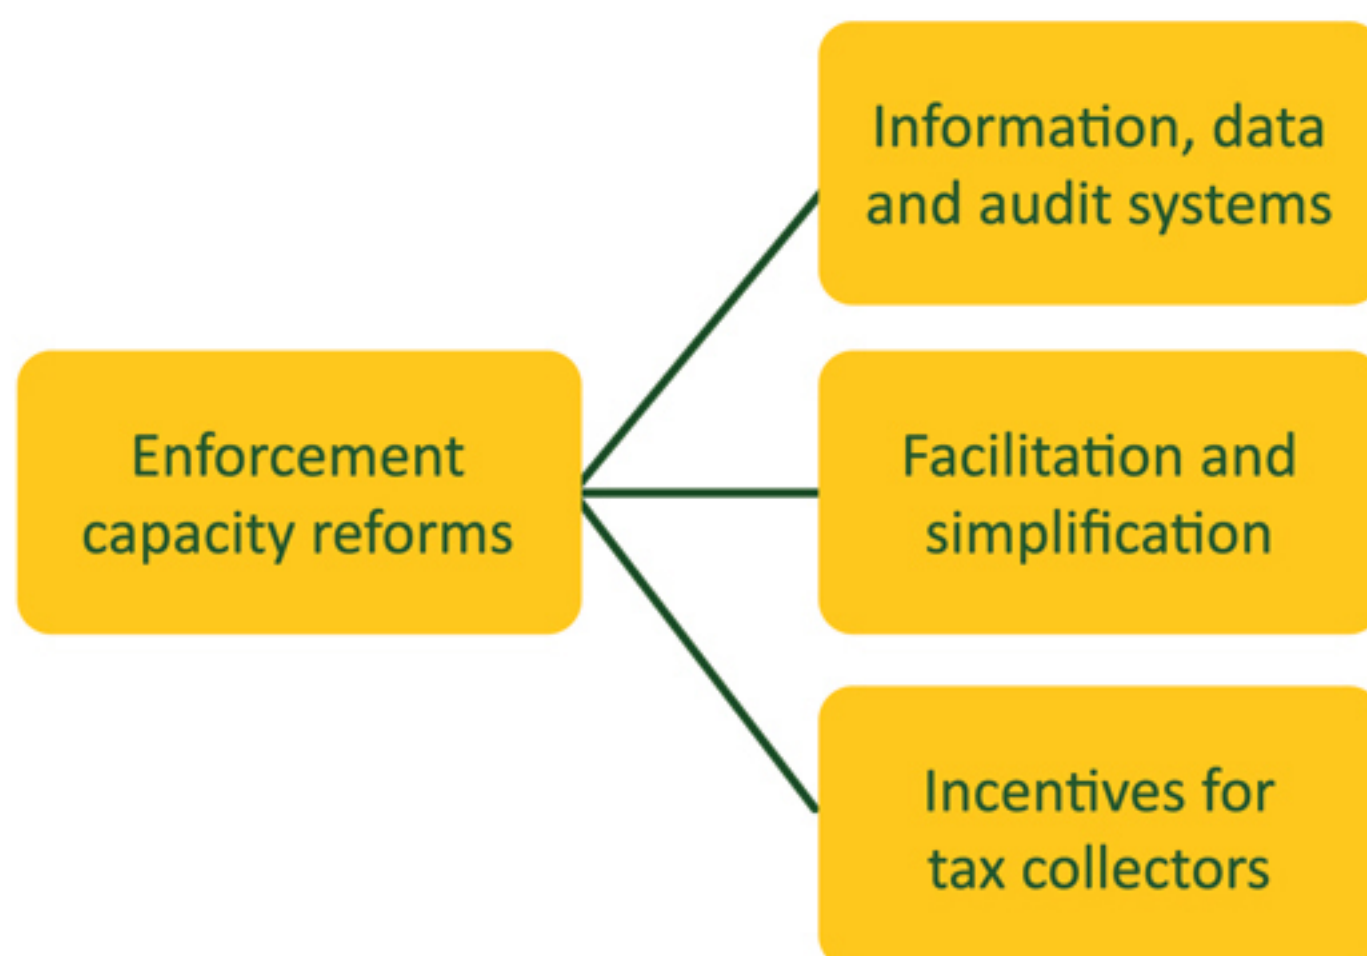 Information, data
and audit systems
Enforcement
capacity reforms
Facilitation and
simplification
Incentives for
tax collectors